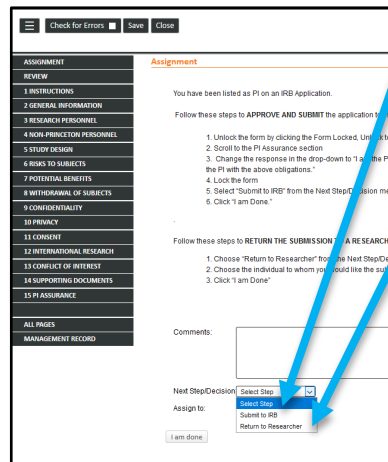 Check for Errors Save Close
ASSIGNMENT
REVIEW
1 INSTRUCTIONS
2 GENERAL INFORMATION
3 RESEARCH PERSONNEL
4 NON-PRINCETON PERSONNEL
5 STUDY DESIGN
6 RISKS TO SUBJECTS
7 POTENTIAL BENEFITS
8 WITHDRAWAL OF SUBJECTS
9 CONFIDENTIALITY
10 PRIVACY
11 CONSENT
12 INTERNATIONAL RESEARCH
13 CONFLICT OF INTEREST
14 SUPPORTING DOCUMENTS
15 PI ASSURANCE
ALL PAGES
MANAGEMENT RECORD
Assignment
You have been listed as PI on an IRB Application.
Follow these steps to APPROVE AND SUBMIT the application to
1. Unlock the form by clicking the Form Locked,
2. Scroll to the PI Assurance section
3. Change the response in the drop-down to "I the
the PI with the above obligations."
4. Lock the form
5. Select "Submit to IRB" from the Next
6. Click "I am Done."
.
Follow these steps to RETURN THE SUBMISSION RESEARCH
1. Choose "Return to Researcher" the Next
2. Choose the individual to whom would like the
3. Click "I am Done"
Comments:
Next Step/Decision Select Step
Select Step
Submit to IRB
Return to Researcher
Assign to:
I am done